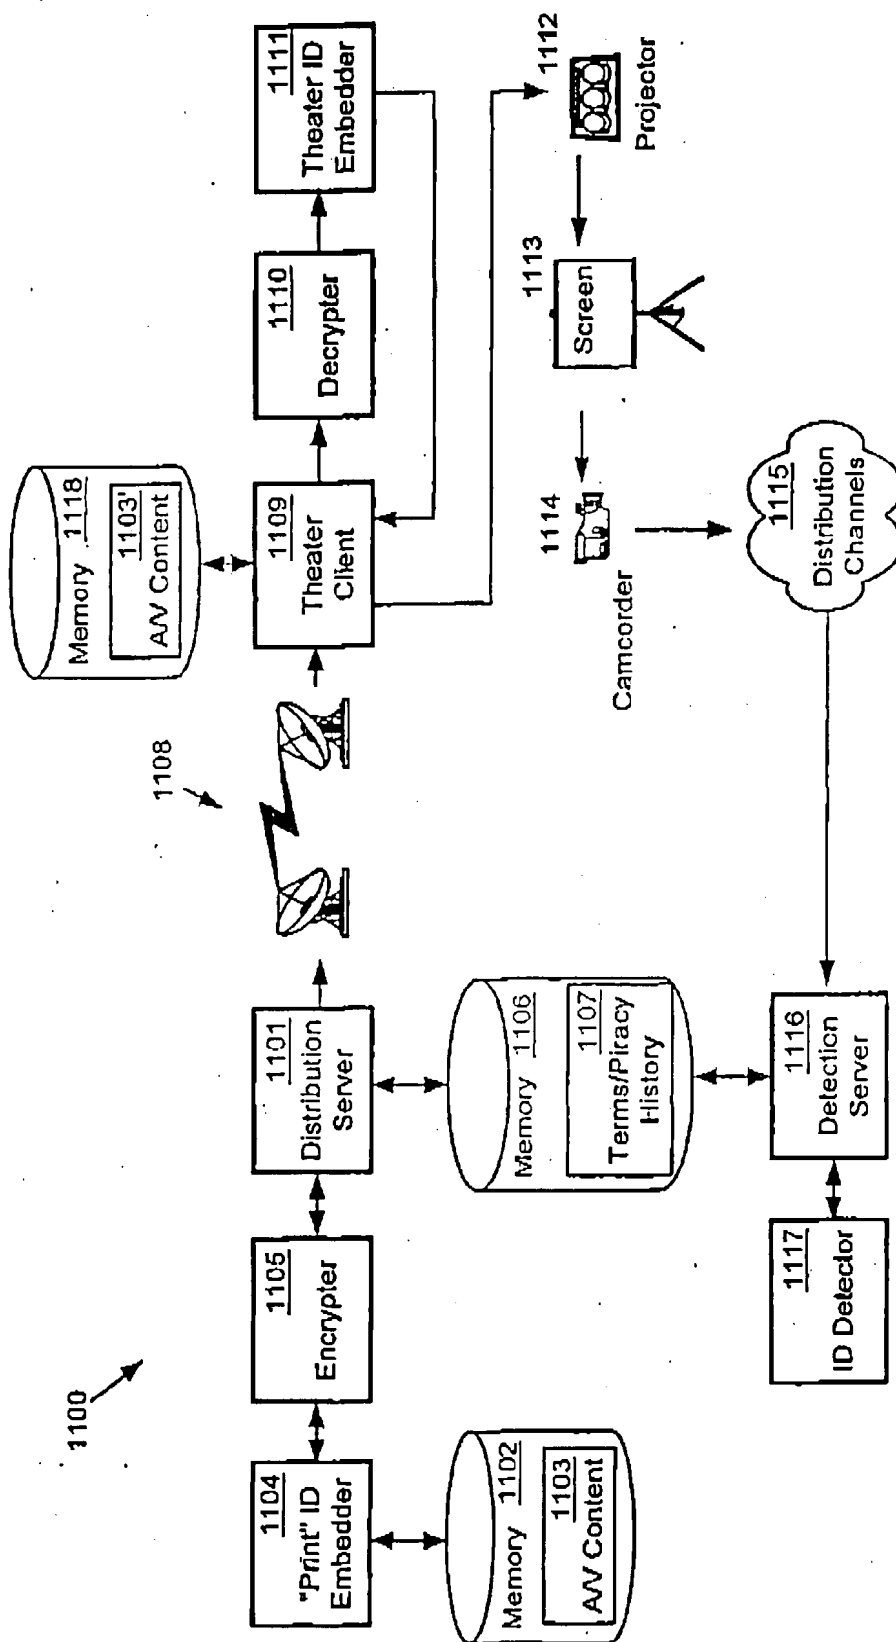 1100
1104
"Print" ID
Embedder
Memory 1102
1103
A/V Content
1105
Encrypter
1101
Distribution
Server
Memory 1106
1107
Terms/Piracy
History
1108
Memory 1118
1103'
A/V Content
1109
Theater
Client
1110
Decrypter
1111
Theater ID
Embedder
1112
Projector
1113
Screen
1114
Camcorder
1115
Distribution
Channels
1116
Detection
Server
1117
ID Detector